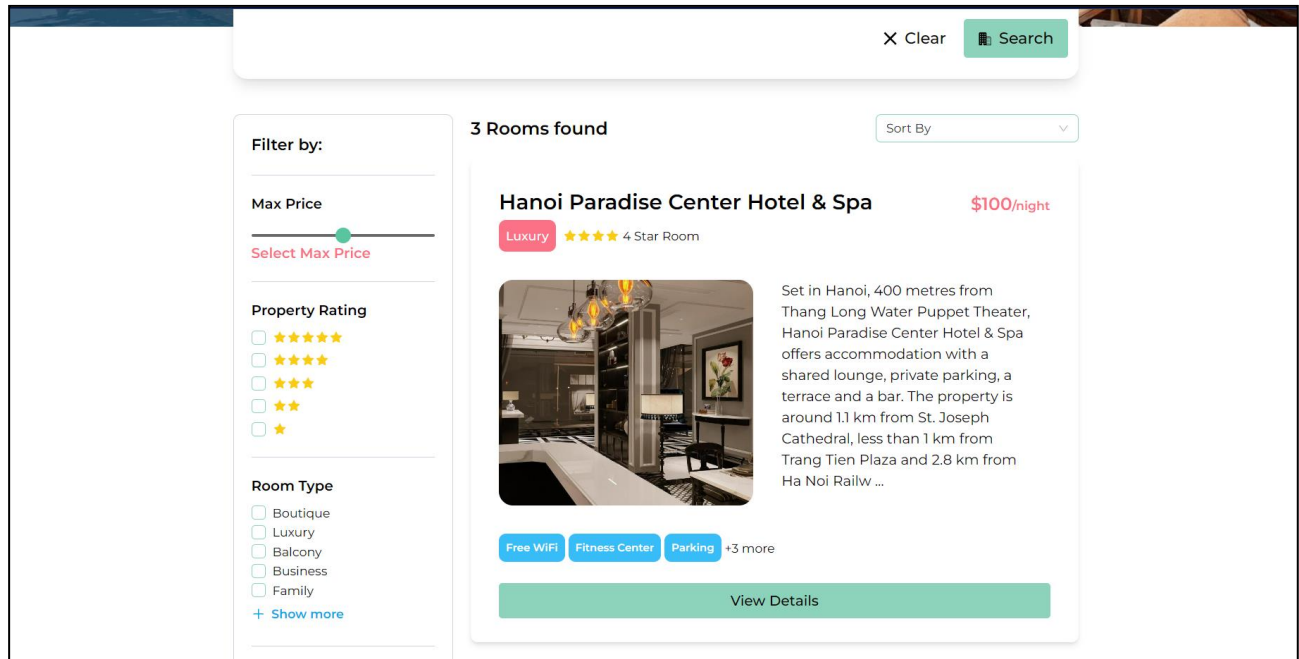 Clear
Search
Filter by:
Max Price
Select Max Price
Property Rating
Room Type
Boutique
Luxury
Balcony
Business
Family
+ Show more
3 Rooms found
Sort By
Hanoi Paradise Center Hotel & Spa
$100/night
Luxury
4 Star Room
Set in Hanoi, 400 metres from
Thang Long Water Puppet Theater,
Hanoi Paradise Center Hotel & Spa
offers accommodation with a
shared lounge, private parking, a
terrace and a bar. The property is
around 1.1 km from St. Joseph
Cathedral, less than 1 km from
Trang Tien Plaza and 2.8 km from
Ha Noi Railw ...
Free WiFi
Fitness Center
Parking
+3 more
View Details